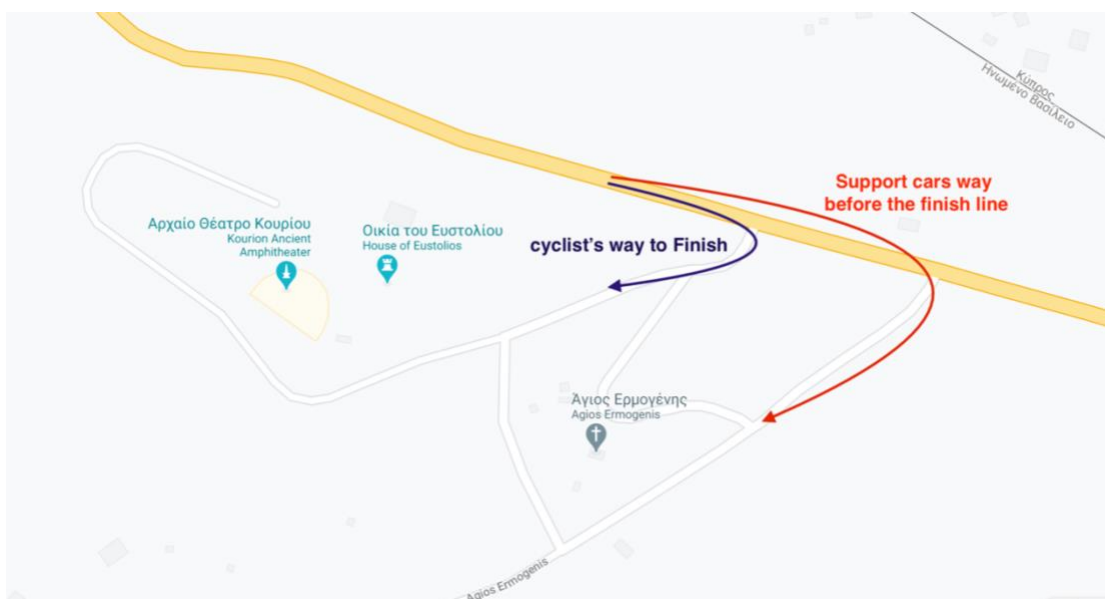 Κύπρος
Ηνωμένο Βασίλειο
Support cars way
before the finish line
Αρχαίο Θέατρο Κουρίου
Kourion Ancient
Amphitheater
Οικία του Ευστολίου
House of Eustolios
cyclist's way to Finish
Άγιος Ερμογένης
Agios Ermogenis
Agios Ermogenis